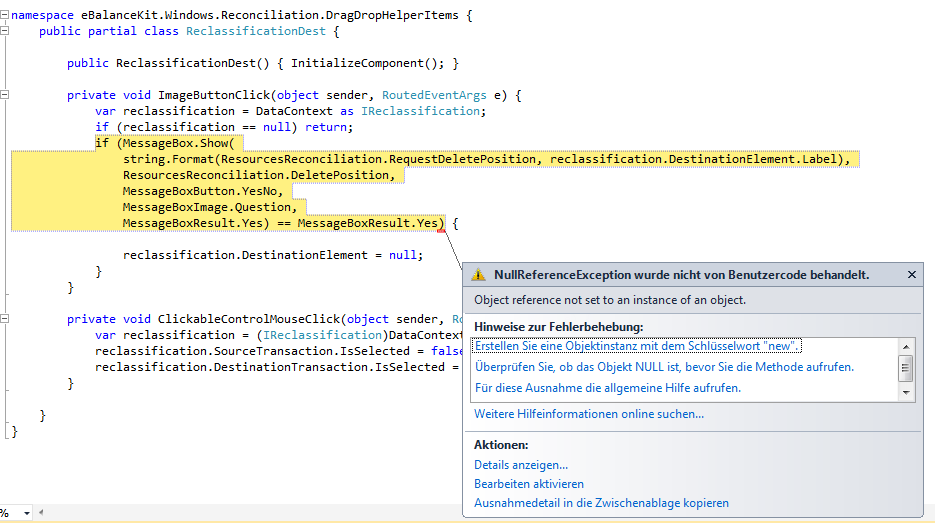 namespace eBalanceKit.Windows.Reconciliation.DragDropHelperItems {
public partial class ReclassificationDest {
public ReclassificationDest() { InitializeComponent(); }
private void ImageButtonClick(object sender, RoutedEventArgs e) {
var reclassification = DataContext as IReclassification;
if (reclassification == null) return;
if (MessageBox.Show(
string.Format(ResourcesReconciliation.RequestDeletePosition, reclassification.DestinationElement.Label),
ResourcesReconciliation.DeletePosition,
MessageBoxButton.YesNo,
MessageBoxImage.Question,
MessageBoxResult.Yes) == MessageBoxResult.Yes) {
reclassification.DestinationElement = null;
}
}
private void ClickableControlMouseClick(object sender, Ro
var reclassification = (IReclassification)DataContext
reclassification.SourceTransaction.IsSelected = false
reclassification.DestinationTransaction.IsSelected =
}
}
}
NullReferenceException wurde nicht von Benutzercode behandelt.
Object reference not set to an instance of an object.
Hinweise zur Fehlerbehebung:
Erstellen Sie eine Objektinstanz mit dem Schlüsselwort "new".
Überprüfen Sie, ob das Objekt NULL ist, bevor Sie die Methode aufrufen.
Für diese Ausnahme die allgemeine Hilfe aufrufen.
Weitere Hilfeinformationen online suchen...
Aktionen:
Details anzeigen...
Bearbeiten aktivieren
Ausnahmedetail in die Zwischenablage kopieren
%